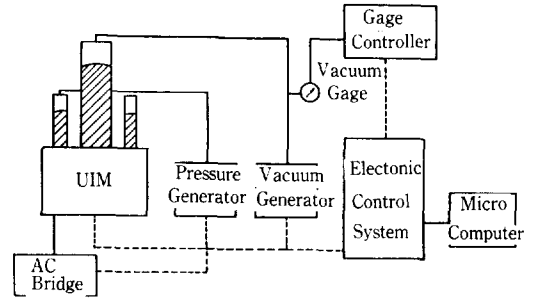 Gage
Controller
Vacuum
Gage
UIM
Pressure
Generator
Vacuum
Generator
Electonic
Control
System
Micro
Computer
AC
Bridge